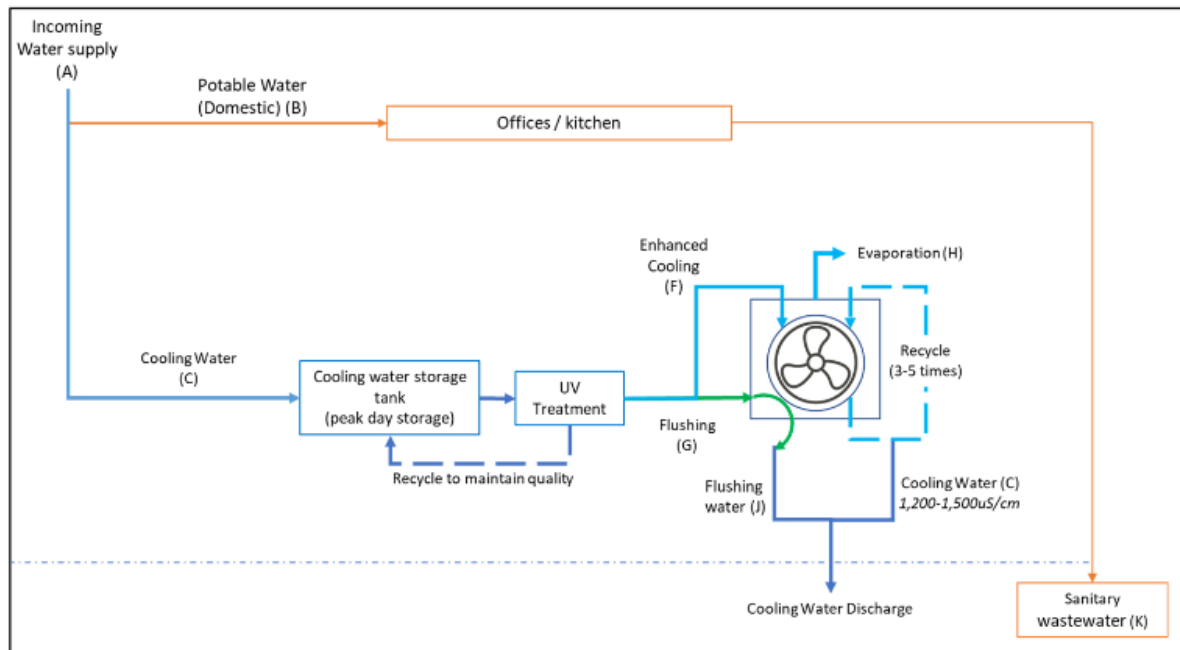 Incoming
Water supply
(A)
Potable Water
(Domestic) (B)
Offices / kitchen
Enhanced
Cooling
(F)
Evaporation (H)
Recycle
(3-5 times)
Cooling Water
(C)
Cooling water storage
tank
(peak day storage)
UV
Treatment
Flushing
(G)
Recycle to maintain quality
Flushing
water (J)
Cooling Water (C)
1,200-1,500uS/cm
Cooling Water Discharge
Sanitary
wastewater (K)